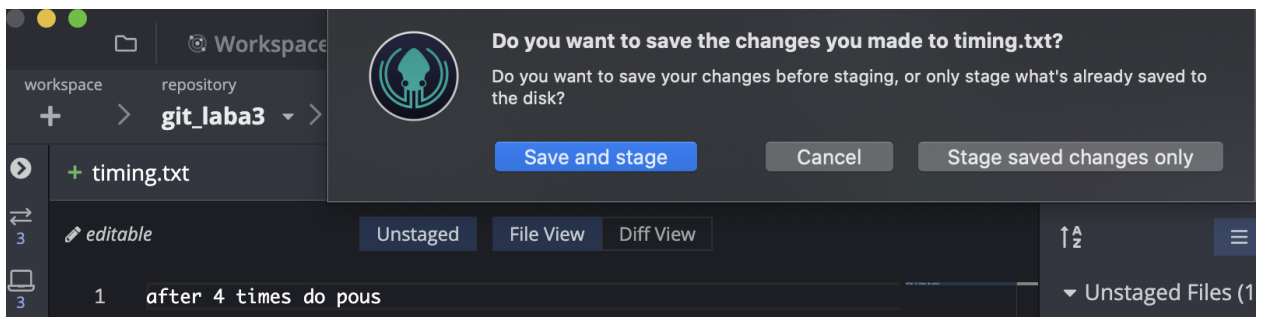 Do you want to save the changes you made to timing.txt?
Do you want to save your changes before staging, or only stage what's already saved to
the disk?
Save and stage Cancel Stage saved changes only
Workspace
workspace repository
git_laba3
+ timing.txt
3
editable Unstaged File View Diff View
A
Z
3
1 after 4 times do pous
Unstaged Files (1